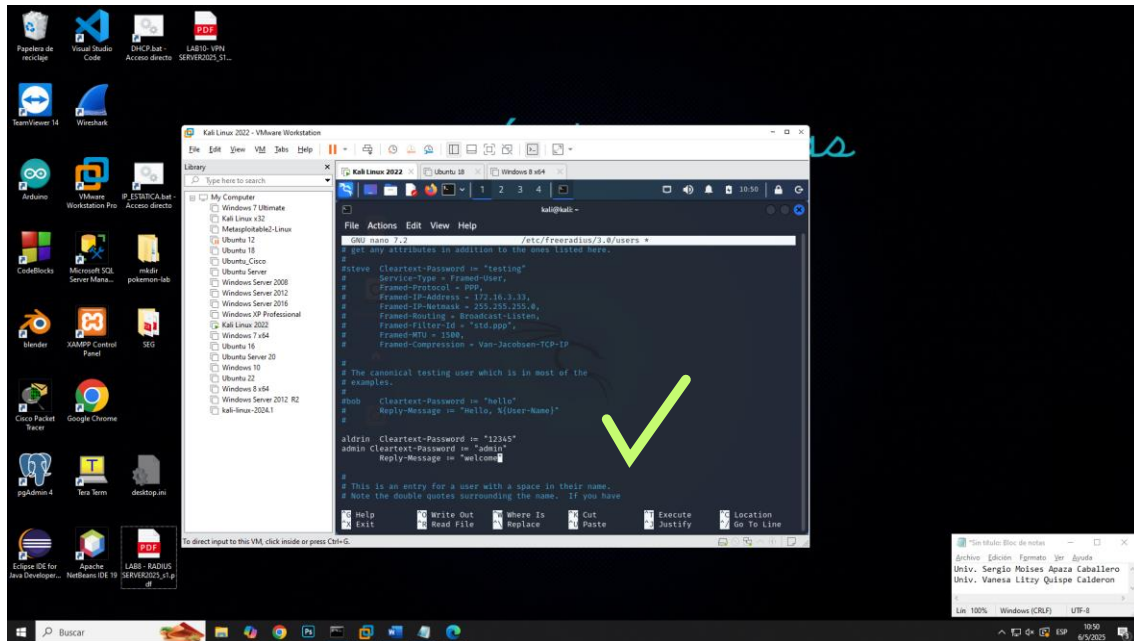 Papelera de
reciclaje
Visual Studio
Code
DHCP.bat -
Acceso directo
LAB10- VPN
SERVER2025_S1...
TeamViewer 14
Wireshark
Arduino
VMware
Workstation Pro
IP_ESTATICA.bat -
Acceso directo
CodeBlocks
Microsoft SQL
Server Mana...
mkdir
pokemon-lab
blender
XAMPP Control
Panel
SEG
Cisco Packet
Tracer
Google Chrome
pgAdmin 4
Tera Term
desktop.ini
Eclipse IDE for
Java Developer...
Apache
NetBeans IDE 19
LAB8 - RADIUS
SERVER2025_s1.p
df
Kali Linux 2022 - VMware Workstation
File Edit View VM Tabs Help
Library
Type here to search
My Computer
Windows 7 Ultimate
Kali Linux x32
Metasploitable2-Linux
Ubuntu 12
Ubuntu 18
Ubuntu_Cisco
Ubuntu Server
Windows Server 2008
Windows Server 2012
Windows Server 2016
Windows XP Professional
Kali Linux 2022
Windows 7 x64
Ubuntu 16
Ubuntu Server 20
Windows 10
Ubuntu 22
Windows 8 x64
Windows Server 2012 R2
kali-linux-2024.1
Kali Linux 2022 Ubuntu 18 Windows 8 x64
1 2 3 4 10:50
kali@kali: ~
File Actions Edit View Help
GNU nano 7.2 /etc/freeradius/3.0/users *
# get any attributes in addition to the ones listed here.
#
#steve Cleartext-Password := "testing"
# Service-Type = Framed-User,
# Framed-Protocol = PPP,
# Framed-IP-Address = 172.16.3.33,
# Framed-IP-Netmask = 255.255.255.0,
# Framed-Routing = Broadcast-Listen,
# Framed-Filter-Id = "std.ppp",
# Framed-MTU = 1500,
# Framed-Compression = Van-Jacobsen-TCP-IP
#
# The canonical testing user which is in most of the
# examples.
#
#bob Cleartext-Password := "hello"
# Reply-Message := "Hello, %{User-Name}"
#
aldrin Cleartext-Password := "12345"
admin Cleartext-Password := "admin"
Reply-Message := "welcome"
#
# This is an entry for a user with a space in their name.
# Note the double quotes surrounding the name. If you have
^G Help ^O Write Out ^W Where Is ^K Cut ^T Execute ^C Location
^X Exit ^R Read File ^\ Replace ^U Paste ^J Justify ^/ Go To Line
To direct input to this VM, click inside or press Ctrl+G.
*Sin título: Bloc de notas
Archivo Edición Formato Ver Ayuda
Univ. Sergio Moises Apaza Caballero
Univ. Vanesa Litzy Quispe Calderon
Lín 100% Windows (CRLF) UTF-8
Buscar
ESP
10:50
6/5/2025